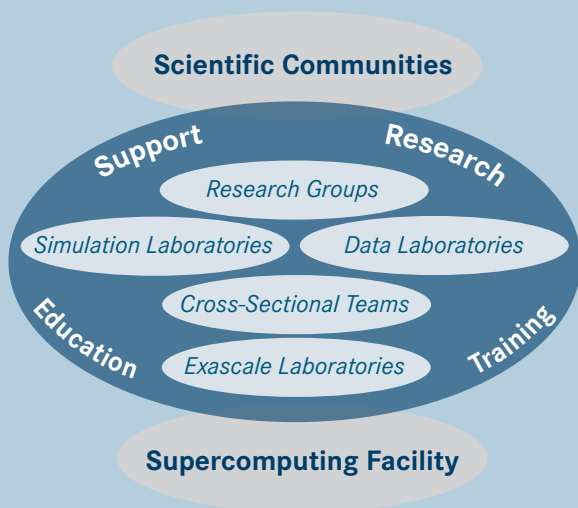 Scientific Communities
Support
Research
Research Groups
Simulation Laboratories
Data Laboratories
Cross-Sectional Teams
Education
Training
Exascale Laboratories
Supercomputing Facility